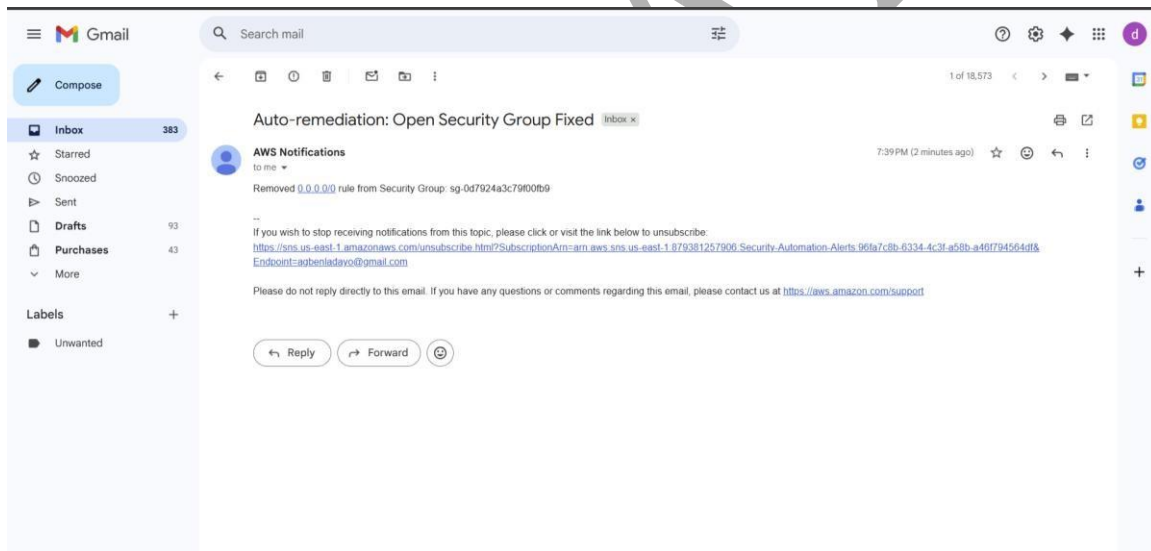 Gmail
Search mail
d
Compose
1 of 18,573
Inbox 383
Starred
Snoozed
Sent
Drafts 93
Purchases 43
More
Labels +
Unwanted
Auto-remediation: Open Security Group Fixed Inbox x
AWS Notifications
7:39 PM (2 minutes ago)
to me
Removed 0.0.0.0/0 rule from Security Group: sg-0d7924a3c79f00fb9
--
If you wish to stop receiving notifications from this topic, please click or visit the link below to unsubscribe:
https://sns.us-east-1.amazonaws.com/unsubscribe.html?SubscriptionArn=arn:aws:sns:us-east-1:879381257906:Security-Automation-Alerts:96fa7c8b-6334-4c3f-a58b-a46f794564df&
Endpoint=agbenladayo@gmail.com
Please do not reply directly to this email. If you have any questions or comments regarding this email, please contact us at https://aws.amazon.com/support
Reply
Forward